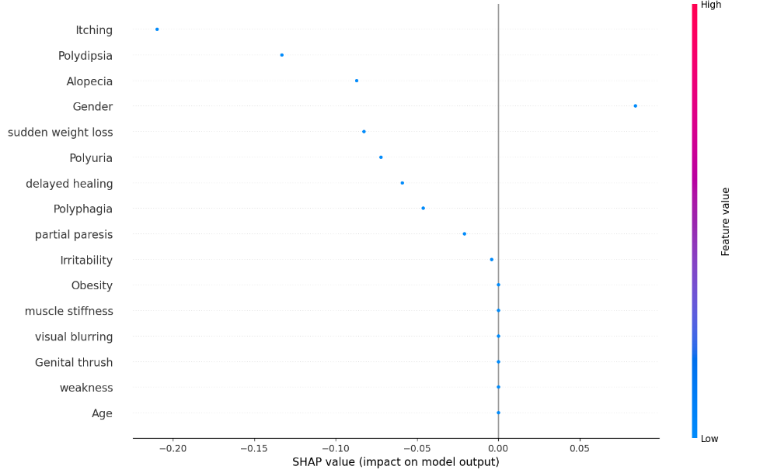 High
Itching
Polydipsia
Alopecia
Gender
sudden weight loss
Polyuria
delayed healing
Polyphagia
partial paresis
Irritability
Obesity
muscle stiffness
visual blurring
Genital thrush
weakness
Age
Feature value
Low
−0.20 −0.15 −0.10 −0.05 0.00 0.05
SHAP value (impact on model output)